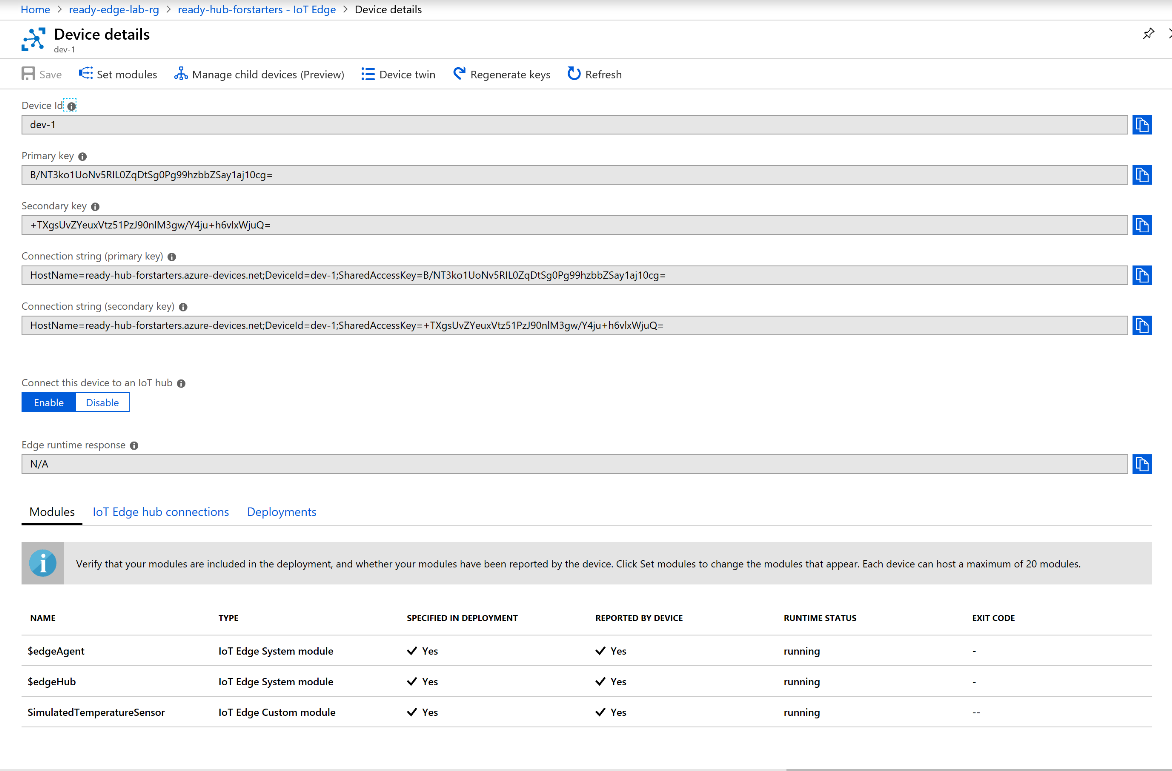 Home > ready-edge-lab-rg > ready-hub-forstarters - IoT Edge > Device details
Device details
dev-1
Save Set modules Manage child devices (Preview) Device twin Regenerate keys Refresh
Device Id
dev-1
Primary key
B/NT3ko1UoNv5RIL0ZqDtSg0Pg99hzbbZSay1aj10cg=
Secondary key
+TXgsUvZYeuxVtz51PzJ90nlM3gw/Y4ju+h6vlxWjuQ=
Connection string (primary key)
HostName=ready-hub-forstarters.azure-devices.net;DeviceId=dev-1;SharedAccessKey=B/NT3ko1UoNv5RIL0ZqDtSg0Pg99hzbbZSay1aj10cg=
Connection string (secondary key)
HostName=ready-hub-forstarters.azure-devices.net;DeviceId=dev-1;SharedAccessKey=+TXgsUvZYeuxVtz51PzJ90nlM3gw/Y4ju+h6vlxWjuQ=
Connect this device to an IoT hub
Enable Disable
Edge runtime response
N/A
Modules IoT Edge hub connections Deployments
Verify that your modules are included in the deployment, and whether your modules have been reported by the device. Click Set modules to change the modules that appear. Each device can host a maximum of 20 modules.
NAME TYPE SPECIFIED IN DEPLOYMENT REPORTED BY DEVICE RUNTIME STATUS EXIT CODE
$edgeAgent IoT Edge System module ✓ Yes ✓ Yes running -
$edgeHub IoT Edge System module ✓ Yes ✓ Yes running -
SimulatedTemperatureSensor IoT Edge Custom module ✓ Yes ✓ Yes running --